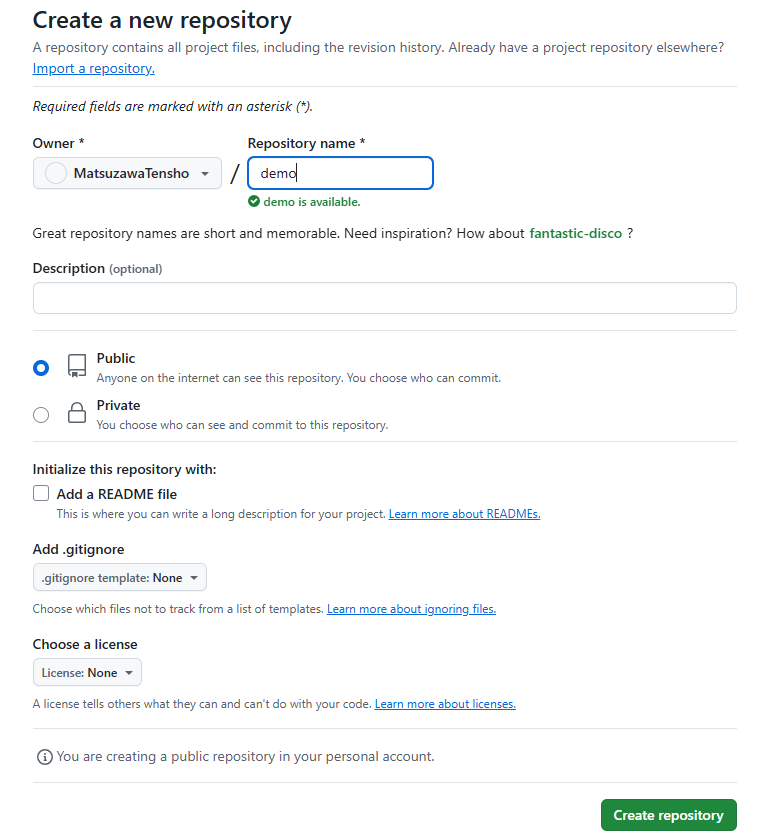 Create a new repository
A repository contains all project files, including the revision history. Already have a project repository elsewhere?
Import a repository.
Required fields are marked with an asterisk (*).
Owner *
Repository name *
MatsuzawaTensho
/
demo
demo is available.
Great repository names are short and memorable. Need inspiration? How about fantastic-disco ?
Description (optional)
Public
Anyone on the internet can see this repository. You choose who can commit.
Private
You choose who can see and commit to this repository.
Initialize this repository with:
Add a README file
This is where you can write a long description for your project. Learn more about READMEs.
Add .gitignore
.gitignore template: None
Choose which files not to track from a list of templates. Learn more about ignoring files.
Choose a license
License: None
A license tells others what they can and can't do with your code. Learn more about licenses.
You are creating a public repository in your personal account.
Create repository